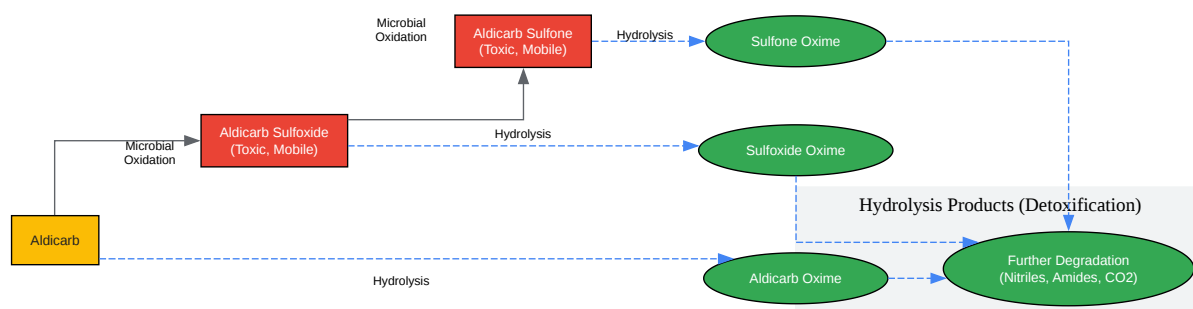 Microbial
Oxidation
Aldicarb Sulfone
(Toxic, Mobile)
Hydrolysis
Sulfone Oxime
Aldicarb Sulfoxide
(Toxic, Mobile)
Microbial
Oxidation
Hydrolysis
Sulfoxide Oxime
Hydrolysis Products (Detoxification)
Aldicarb
Hydrolysis
Aldicarb Oxime
Further Degradation
(Nitriles, Amides, CO2)